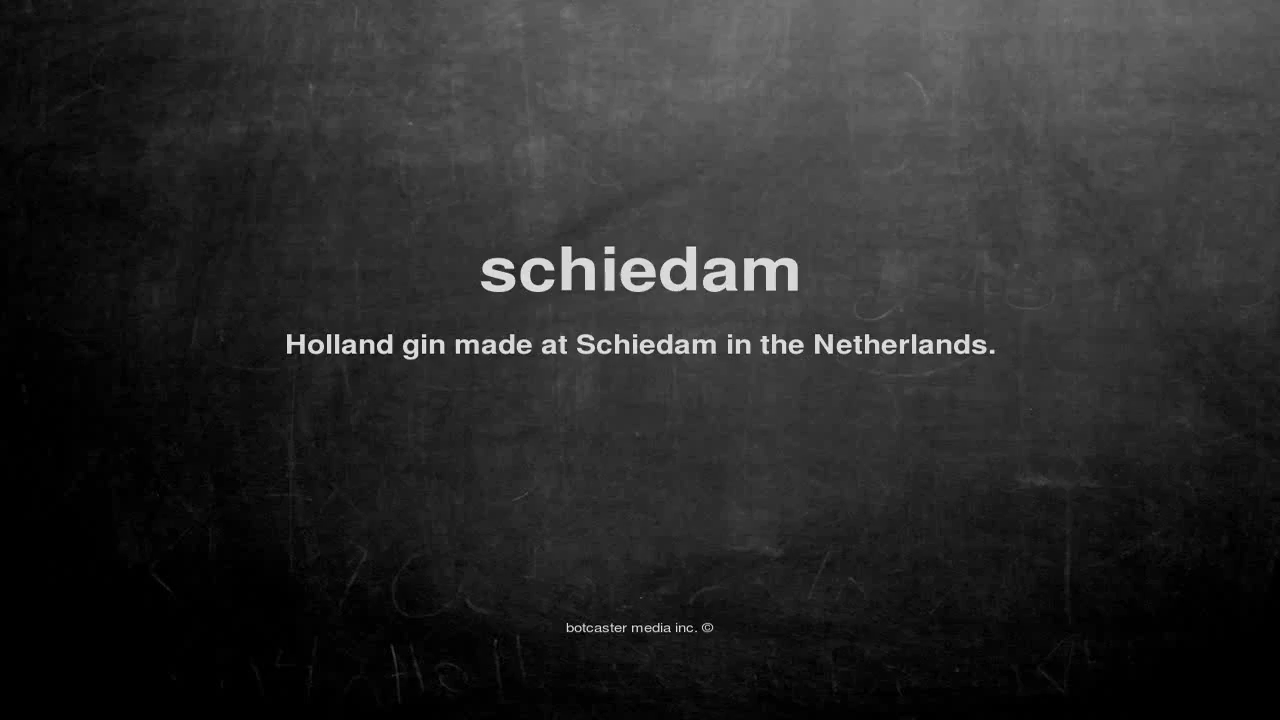 schiedam
Holland gin made at Schiedam in the Netherlands.
botcaster media inc. ©